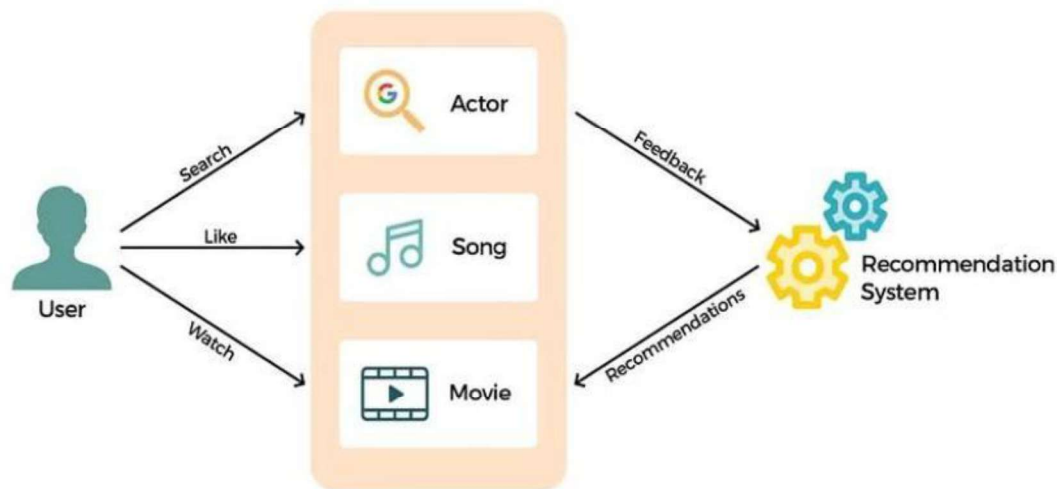 Actor
Search
Feedback
Like
Song
User
Recommendation
System
Watch
Recommendations
Movie